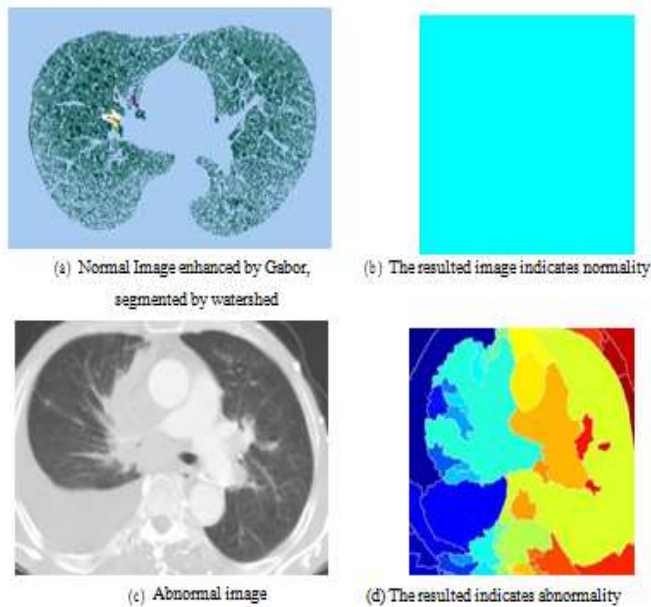 (a) Normal Image enhanced by Gabor,
segmented by watershed
(b) The resulted image indicates normality
(c) Abnormal image
(d) The resulted indicates abnormality